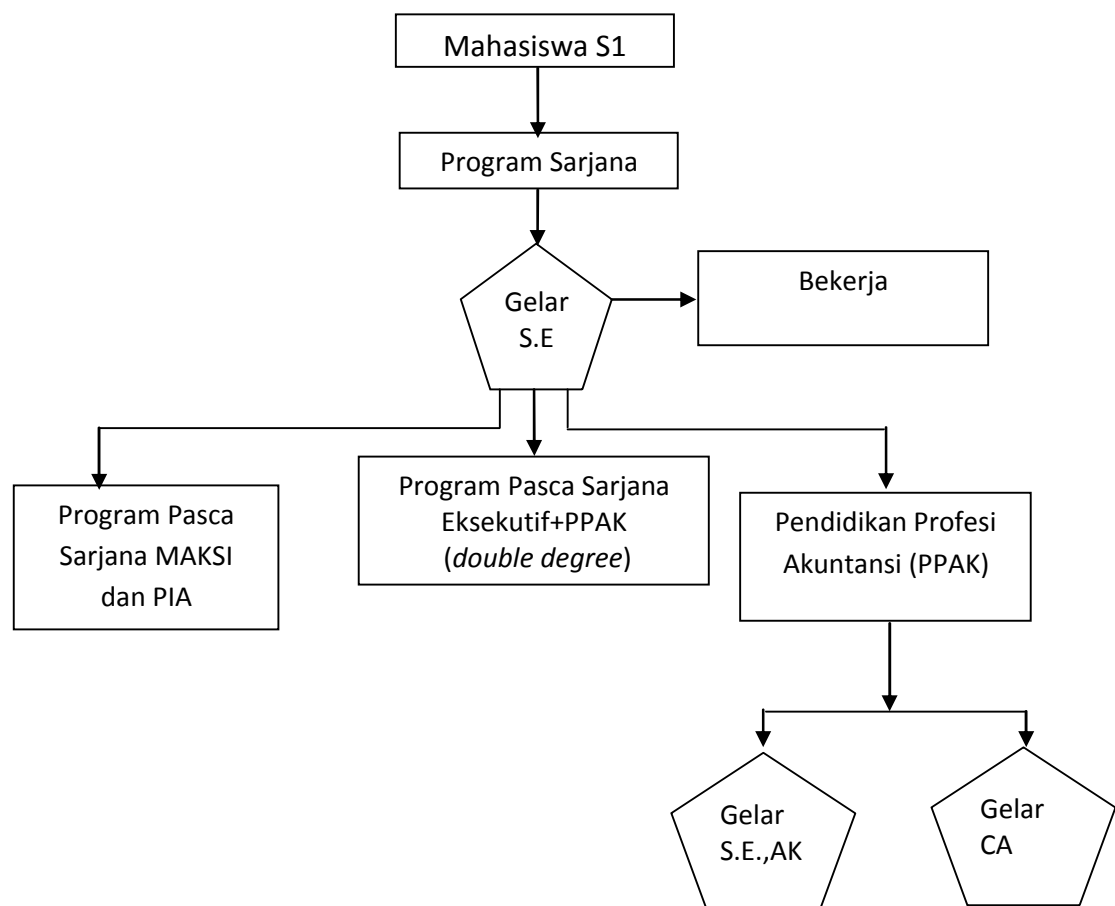 Mahasiswa S1
Program Sarjana
Gelar
S.E
Bekerja
Program Pasca
Sarjana MAKSI
dan PIA
Program Pasca Sarjana
Eksekutif+PPAK
(double degree)
Pendidikan Profesi
Akuntansi (PPAK)
Gelar
S.E.,AK
Gelar
CA